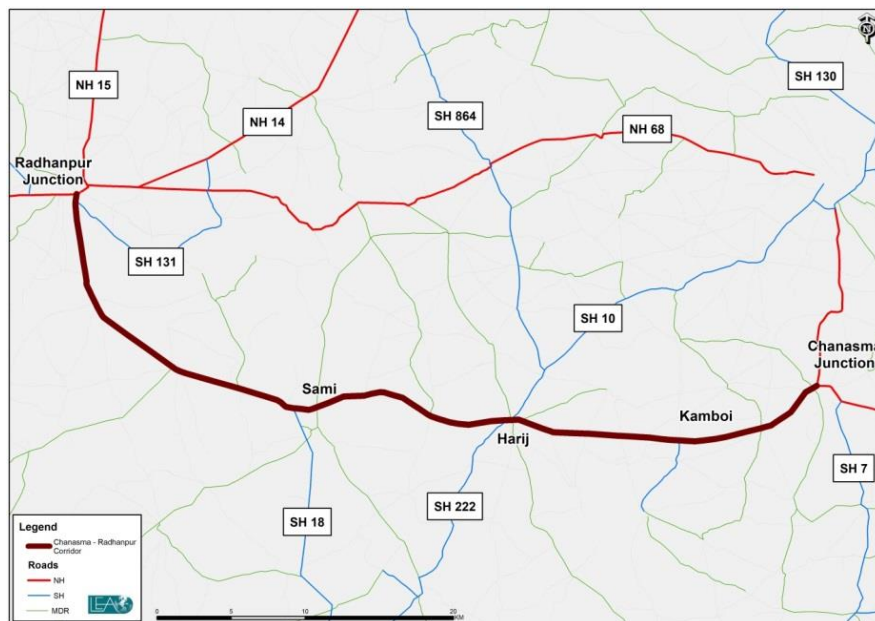 N
NH 15
SH 130
NH 14
SH 864
NH 68
Radhanpur
Junction
SH 131
SH 10
Chanasma
Junction
Sami
Kamboi
Harij
SH 7
SH 222
SH 18
Legend
Chanasma - Radhanpur
Corridor
Roads
NH
SH
MDR
LEA
0 5 10 20
KM